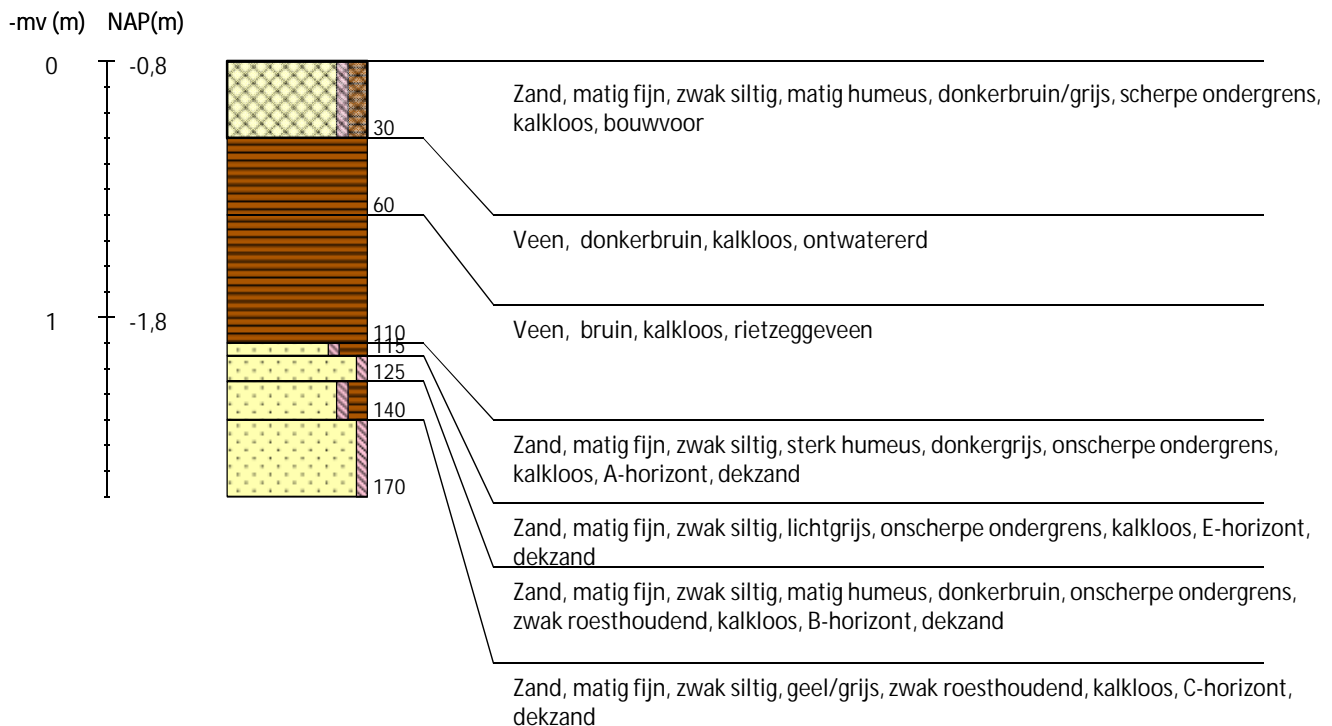 -mv (m) NAP(m)
0 -0,8
Zand, matig fijn, zwak siltig, matig humeus, donkerbruin/grijs, scherpe ondergrens,
kalkloos, bouwvoor
30
60
Veen, donkerbruin, kalkloos, ontwatererd
1 -1,8
Veen, bruin, kalkloos, rietzeggeveen
110
115
125
140
Zand, matig fijn, zwak siltig, sterk humeus, donkergrijs, onscherpe ondergrens,
kalkloos, A-horizont, dekzand
170
Zand, matig fijn, zwak siltig, lichtgrijs, onscherpe ondergrens, kalkloos, E-horizont,
dekzand
Zand, matig fijn, zwak siltig, matig humeus, donkerbruin, onscherpe ondergrens,
zwak roesthoudend, kalkloos, B-horizont, dekzand
Zand, matig fijn, zwak siltig, geel/grijs, zwak roesthoudend, kalkloos, C-horizont,
dekzand